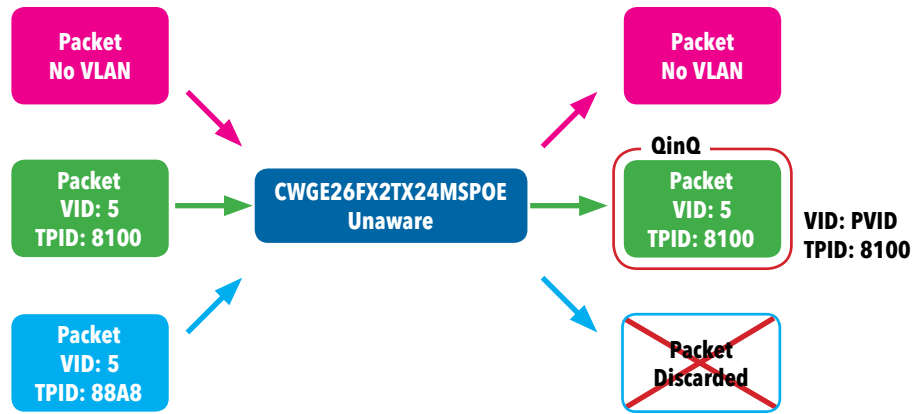 Packet
No VLAN
Packet
No VLAN
QinQ
Packet
VID: 5
TPID: 8100
CWGE26FX2TX24MSPOE
Unaware
Packet
VID: 5
TPID: 8100
VID: PVID
TPID: 8100
Packet
VID: 5
TPID: 88A8
Packet
Discarded